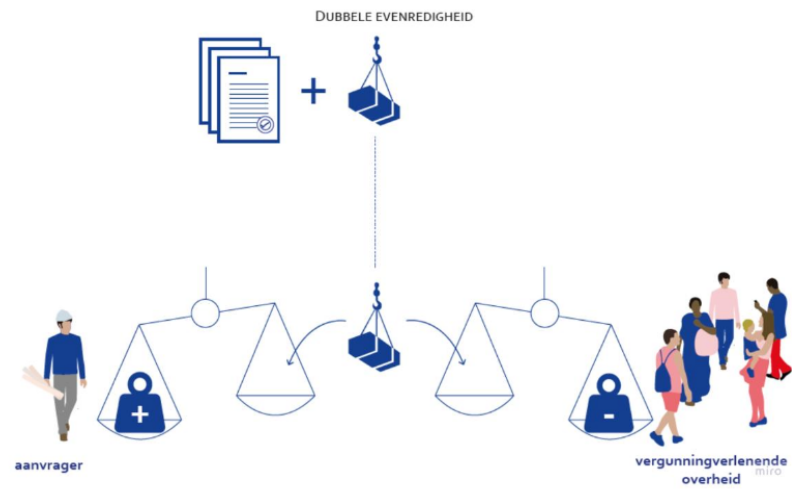 DUBBELE EVENREDIGHEID
+
+
-
aanvrager
vergunningverlenende
overheid
miro